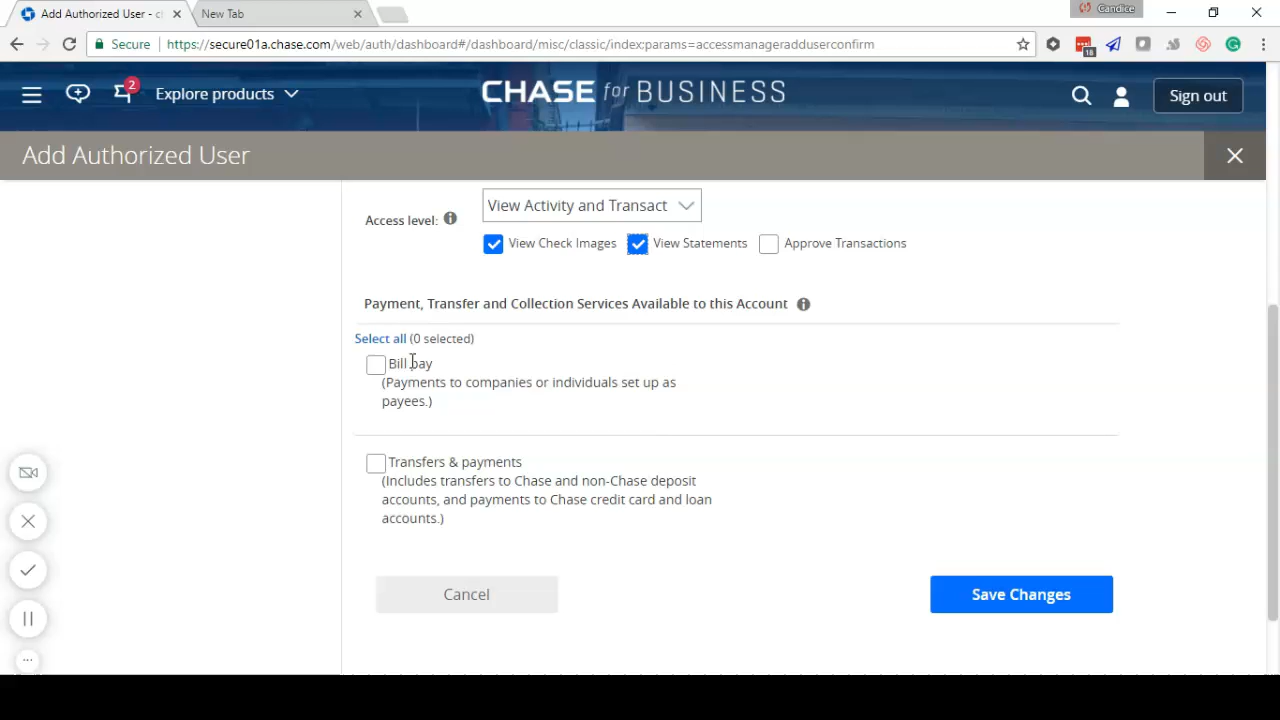 Add Authorized User - c
New Tab
Candice
Secure
https://secure01a.chase.com/web/auth/dashboard#/dashboard/misc/classic/index:params=accessmanageradduserconfirm
18
2
Explore products
CHASE for BUSINESS
Sign out
Add Authorized User
Access level:
View Activity and Transact
View Check Images
View Statements
Approve Transactions
Payment, Transfer and Collection Services Available to this Account
Select all (0 selected)
Bill pay
(Payments to companies or individuals set up as
payees.)
Transfers & payments
(Includes transfers to Chase and non-Chase deposit
accounts, and payments to Chase credit card and loan
accounts.)
Cancel
Save Changes